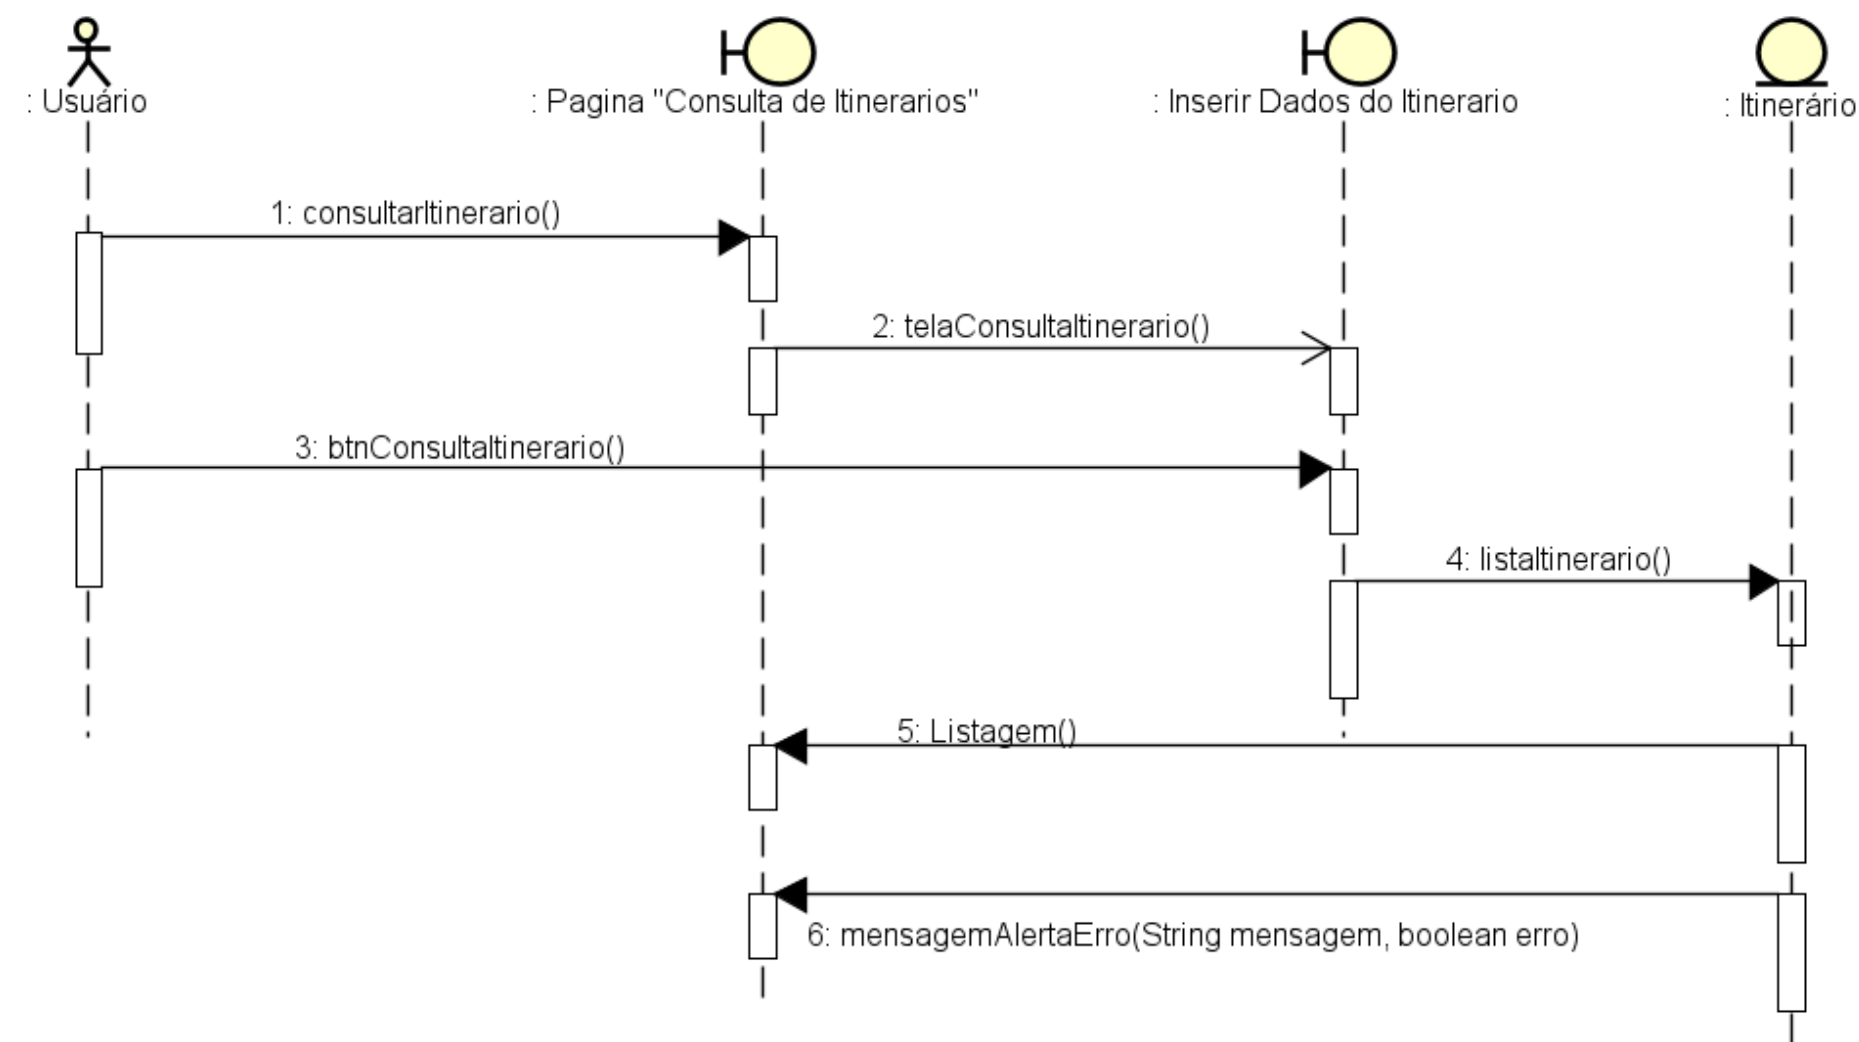 : Usuário
: Pagina "Consulta de Itinerarios"
: Inserir Dados do Itinerario
: Itinerário
1: consultarItinerario()
2: telaConsultaItinerario()
3: btnConsultaItinerario()
4: listaItinerario()
5: Listagem()
6: mensagemAlertaErro(String mensagem, boolean erro)